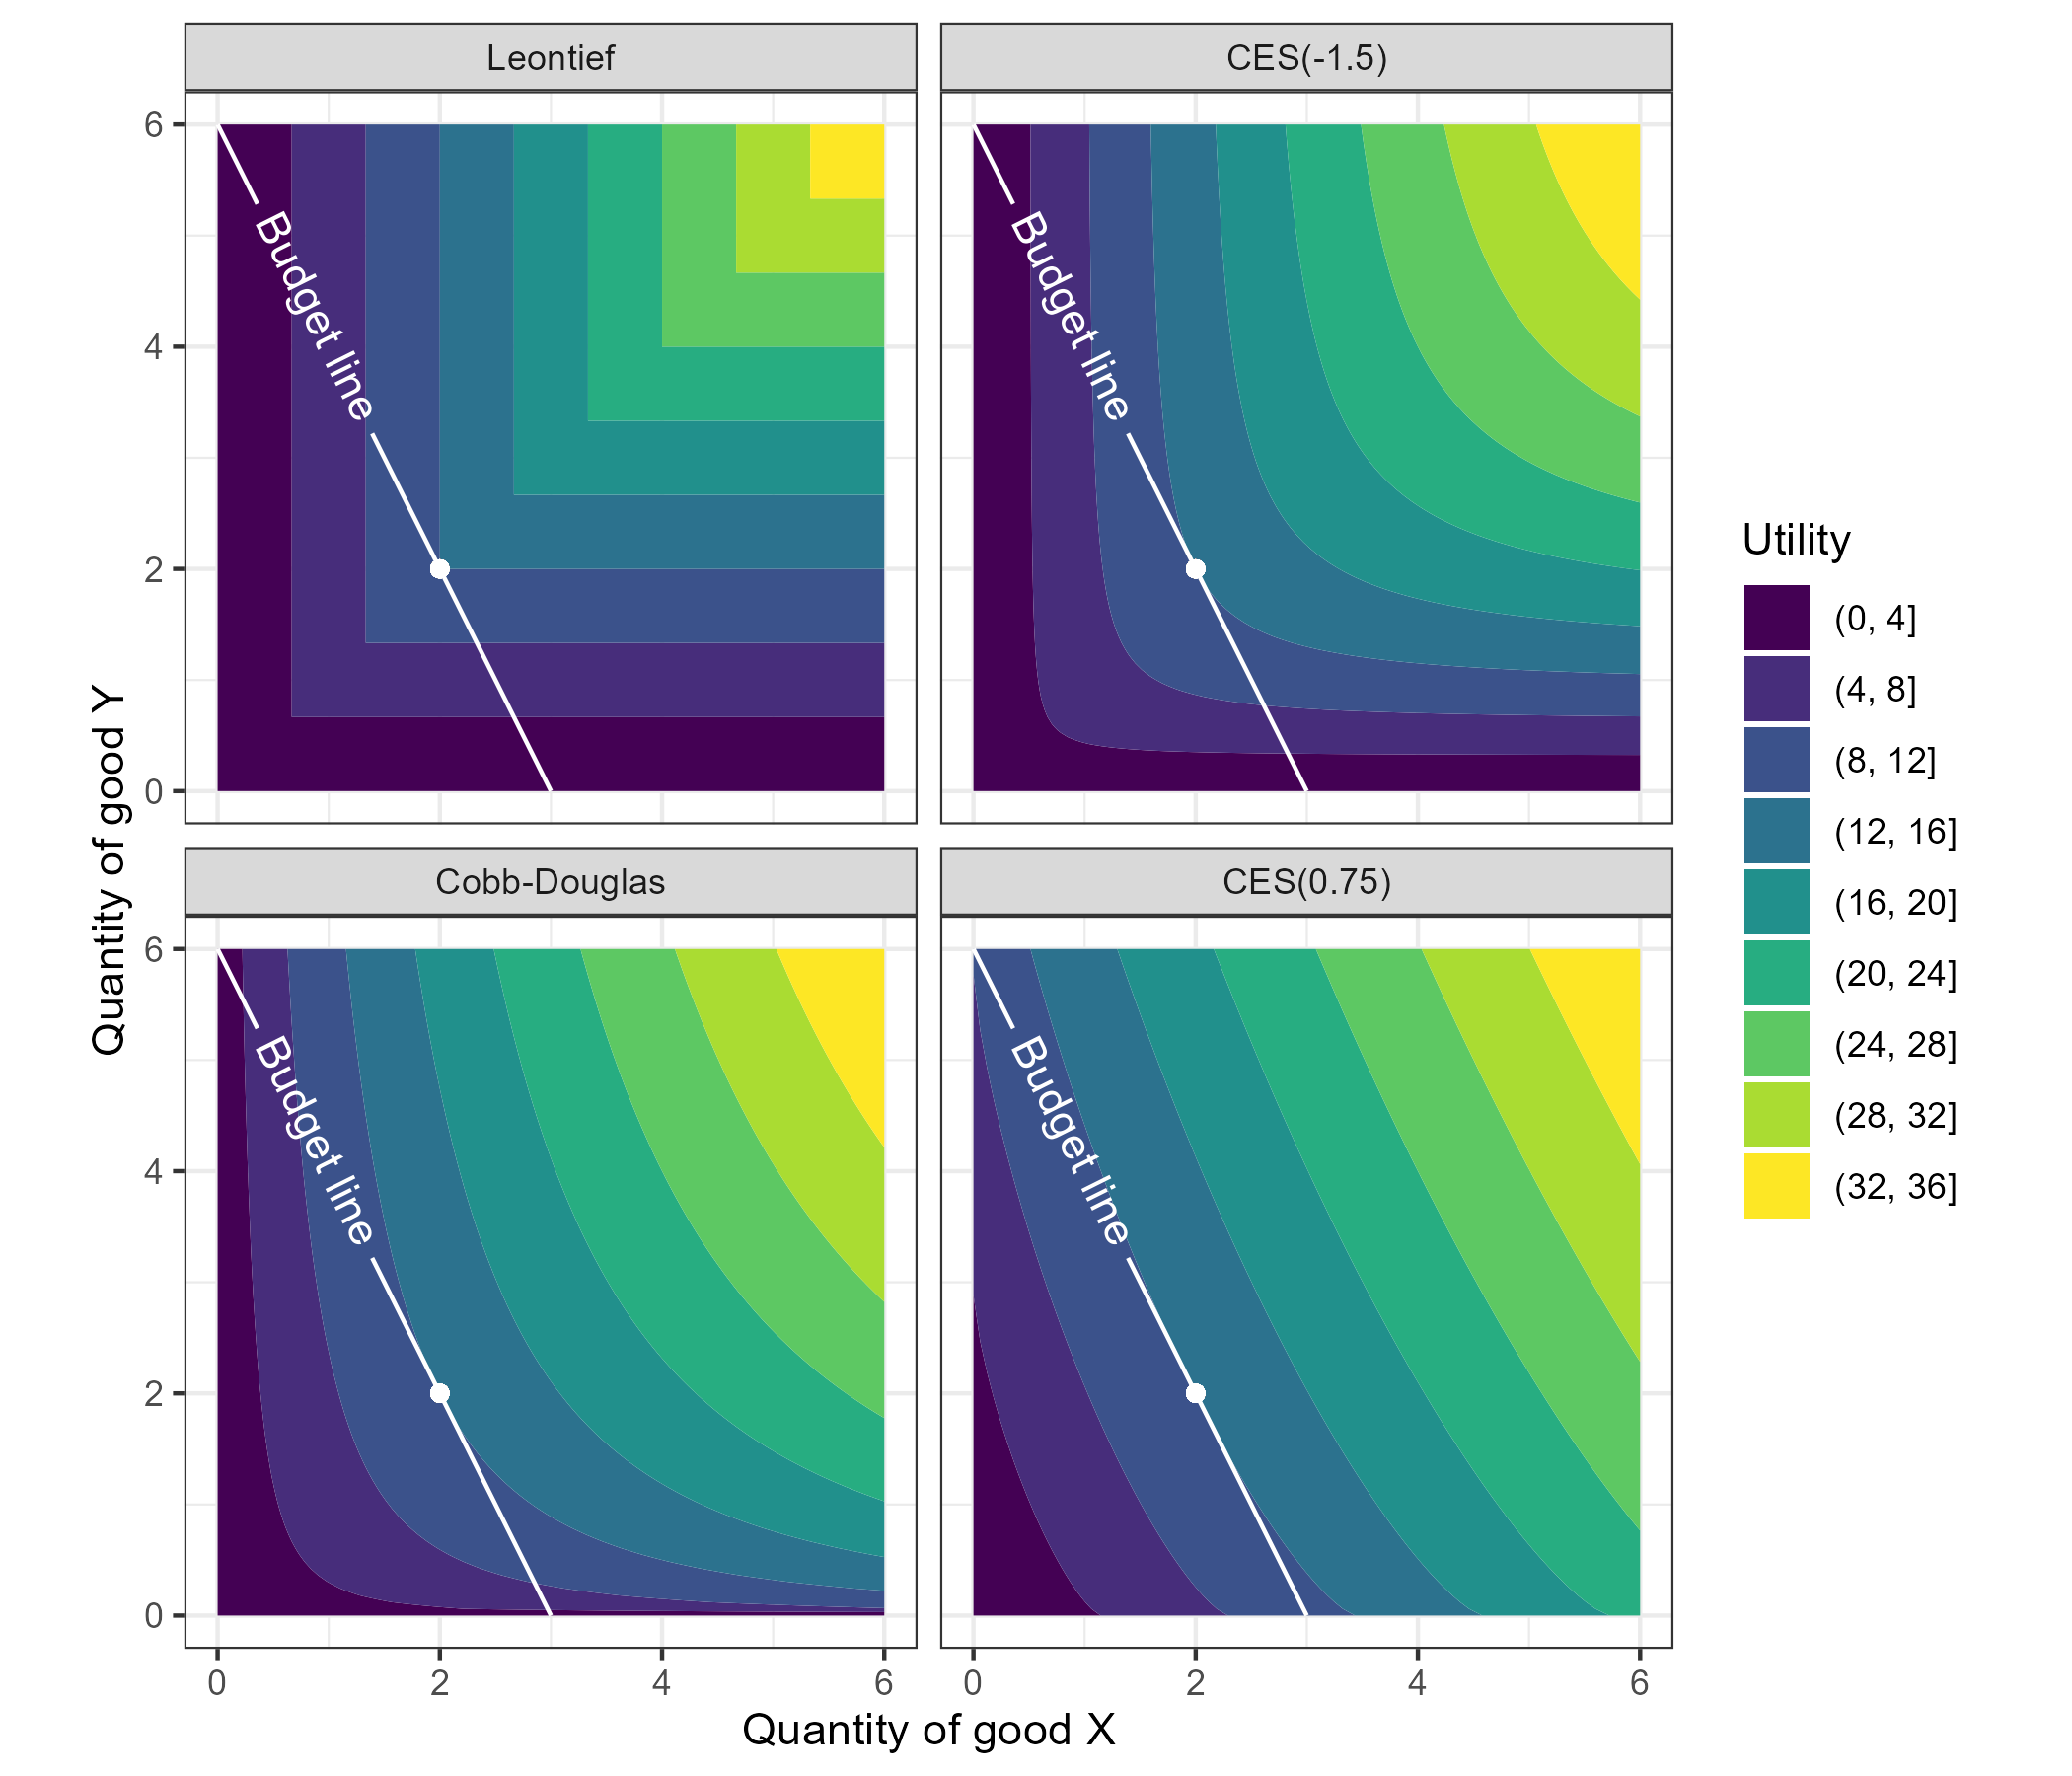 Leontief
CES(-1.5)
6
4
2
0
Budget line
Budget line
Cobb-Douglas
CES(0.75)
6
4
2
0
Budget line
Budget line
0 2 4 6
0 2 4 6
Quantity of good X
Quantity of good Y
Utility
(0, 4]
(4, 8]
(8, 12]
(12, 16]
(16, 20]
(20, 24]
(24, 28]
(28, 32]
(32, 36]